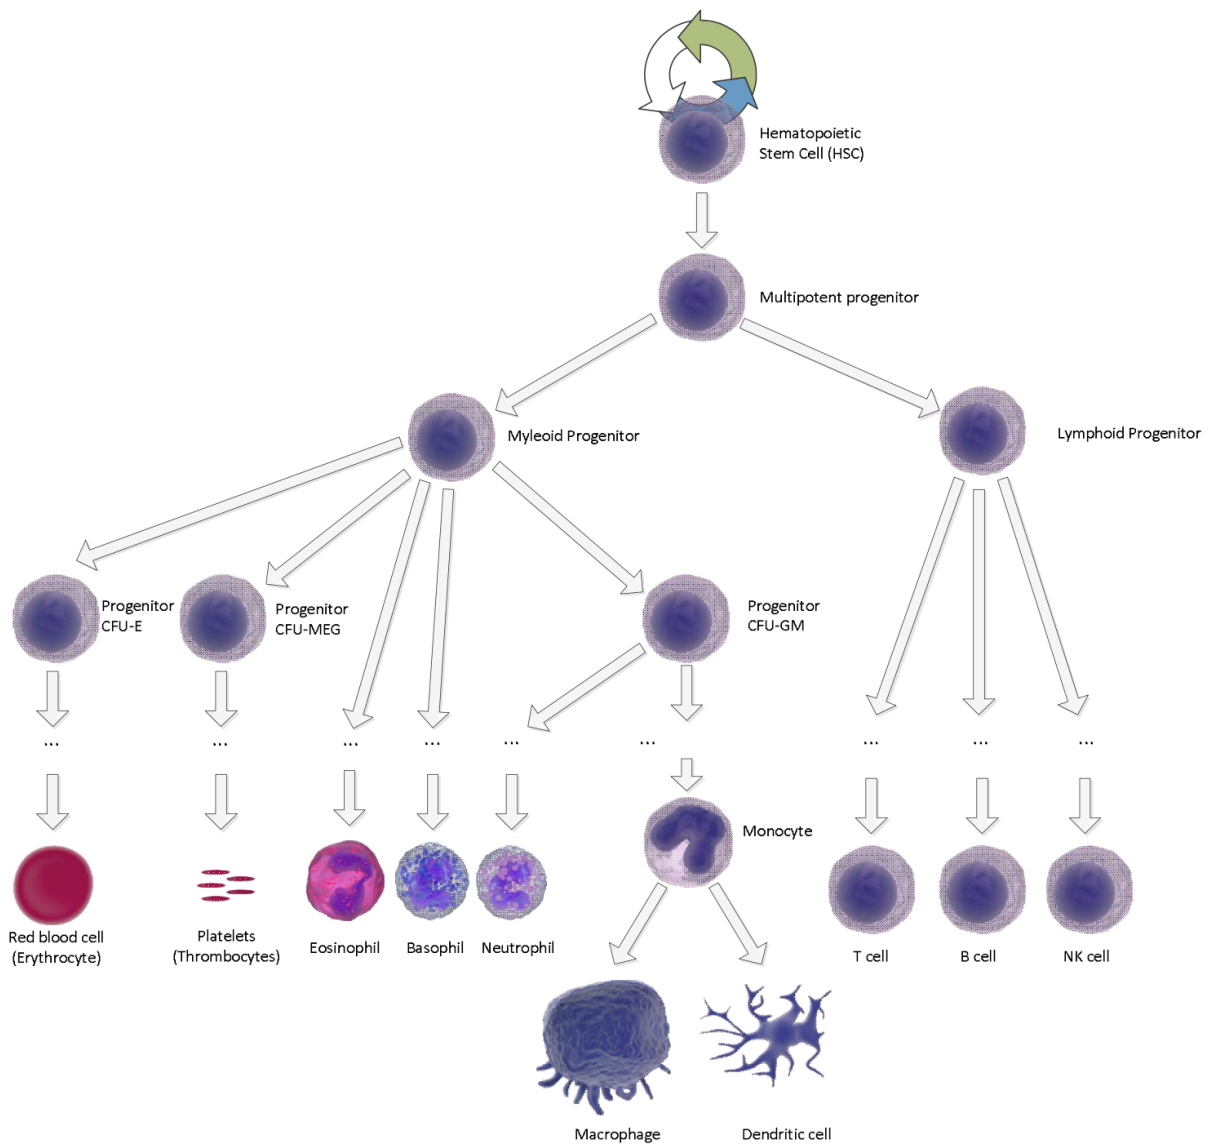 Hematopoietic
Stem Cell (HSC)
Multipotent progenitor
Myleoid Progenitor
Lymphoid Progenitor
Progenitor
CFU-E
Progenitor
CFU-MEG
Progenitor
CFU-GM
...
...
...
...
...
...
...
...
...
Monocyte
Red blood cell
(Erythrocyte)
Platelets
(Thrombocytes)
Eosinophil
Basophil
Neutrophil
T cell
B cell
NK cell
Macrophage
Dendritic cell